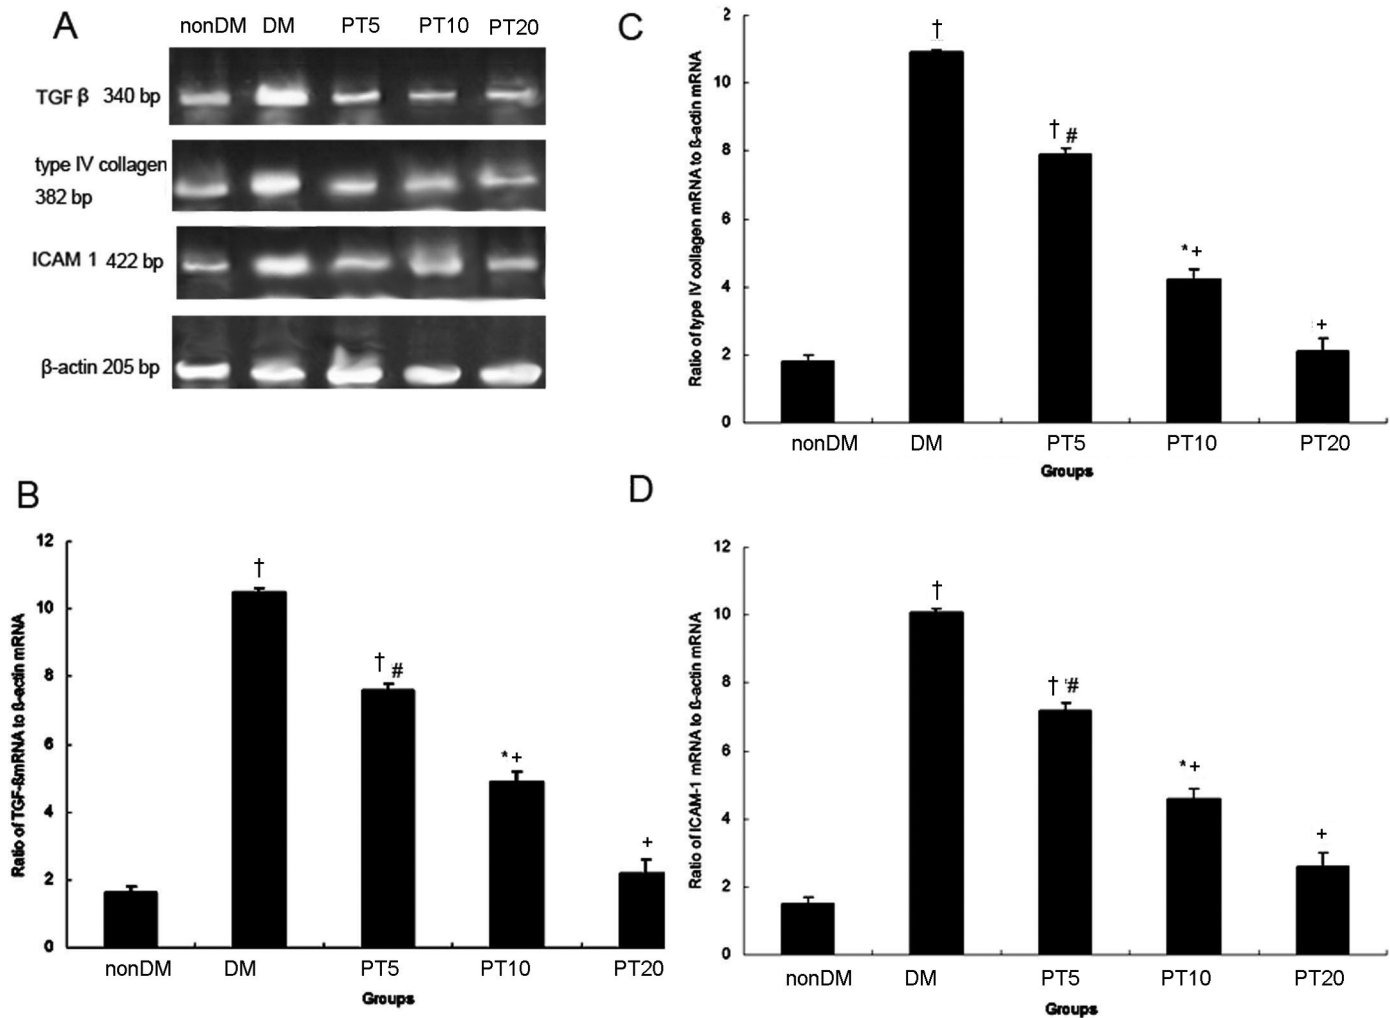 A
nonDM DM PT5 PT10 PT20
TGF β 340 bp
type IV collagen
382 bp
ICAM 1 422 bp
β-actin 205 bp
B
Ratio of TGF-ßmRNA to ß-actin mRNA
12
10
8
6
4
2
0
†
† #
* +
+
nonDM DM PT5 PT10 PT20
Groups
C
Ratio of type IV collagen mRNA to ß-actin mRNA
2
10
8
6
4
2
0
†
† #
* +
+
nonDM DM PT5 PT10 PT20
Groups
D
Ratio of ICAM-1 mRNA to ß-actin mRNA
12
10
8
6
4
2
0
†
† #
* +
+
nonDM DM PT5 PT10 PT20
Groups